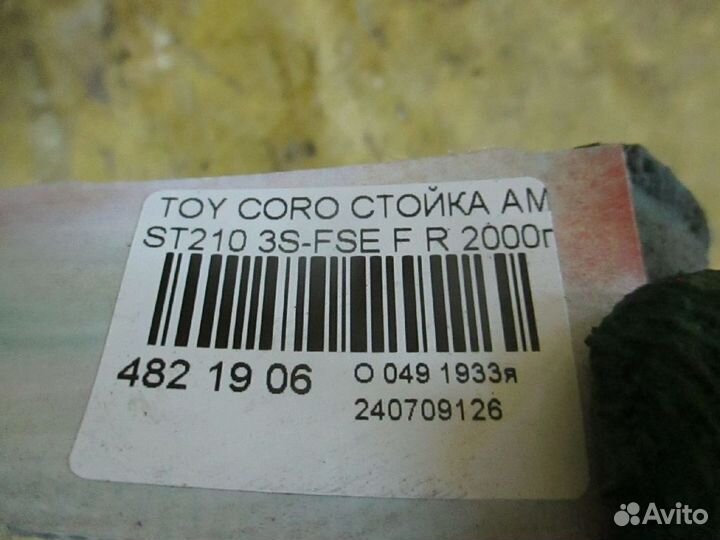 TOY CORO СТОЙКА АМ
ST210 3S-FSE F R 2000г
482 19 06
О 049 1933я
240709126
Avito